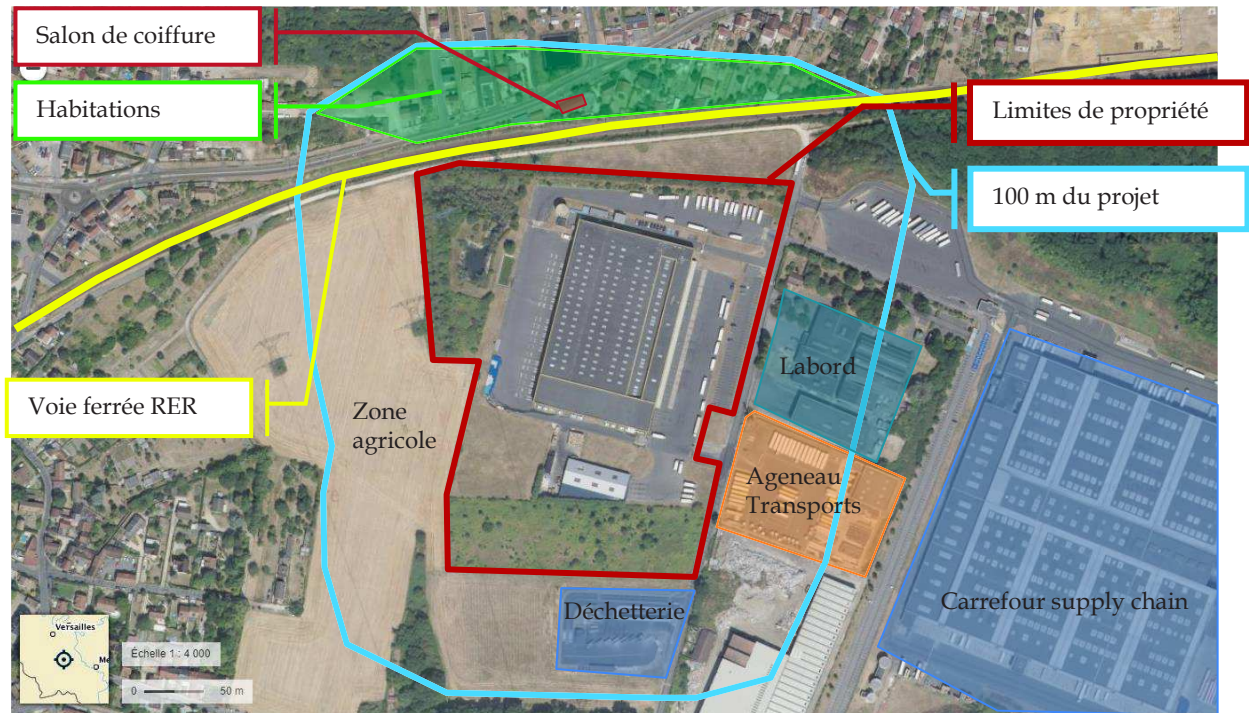 Salon de coiffure
Habitations
Limites de propriété
100 m du projet
Labord
Voie ferrée RER
Zone
agricole
Ageneau
Transports
Déchetterie
Carrefour supply chain
Versailles
Me
Échelle 1 : 4 000
0 50 m